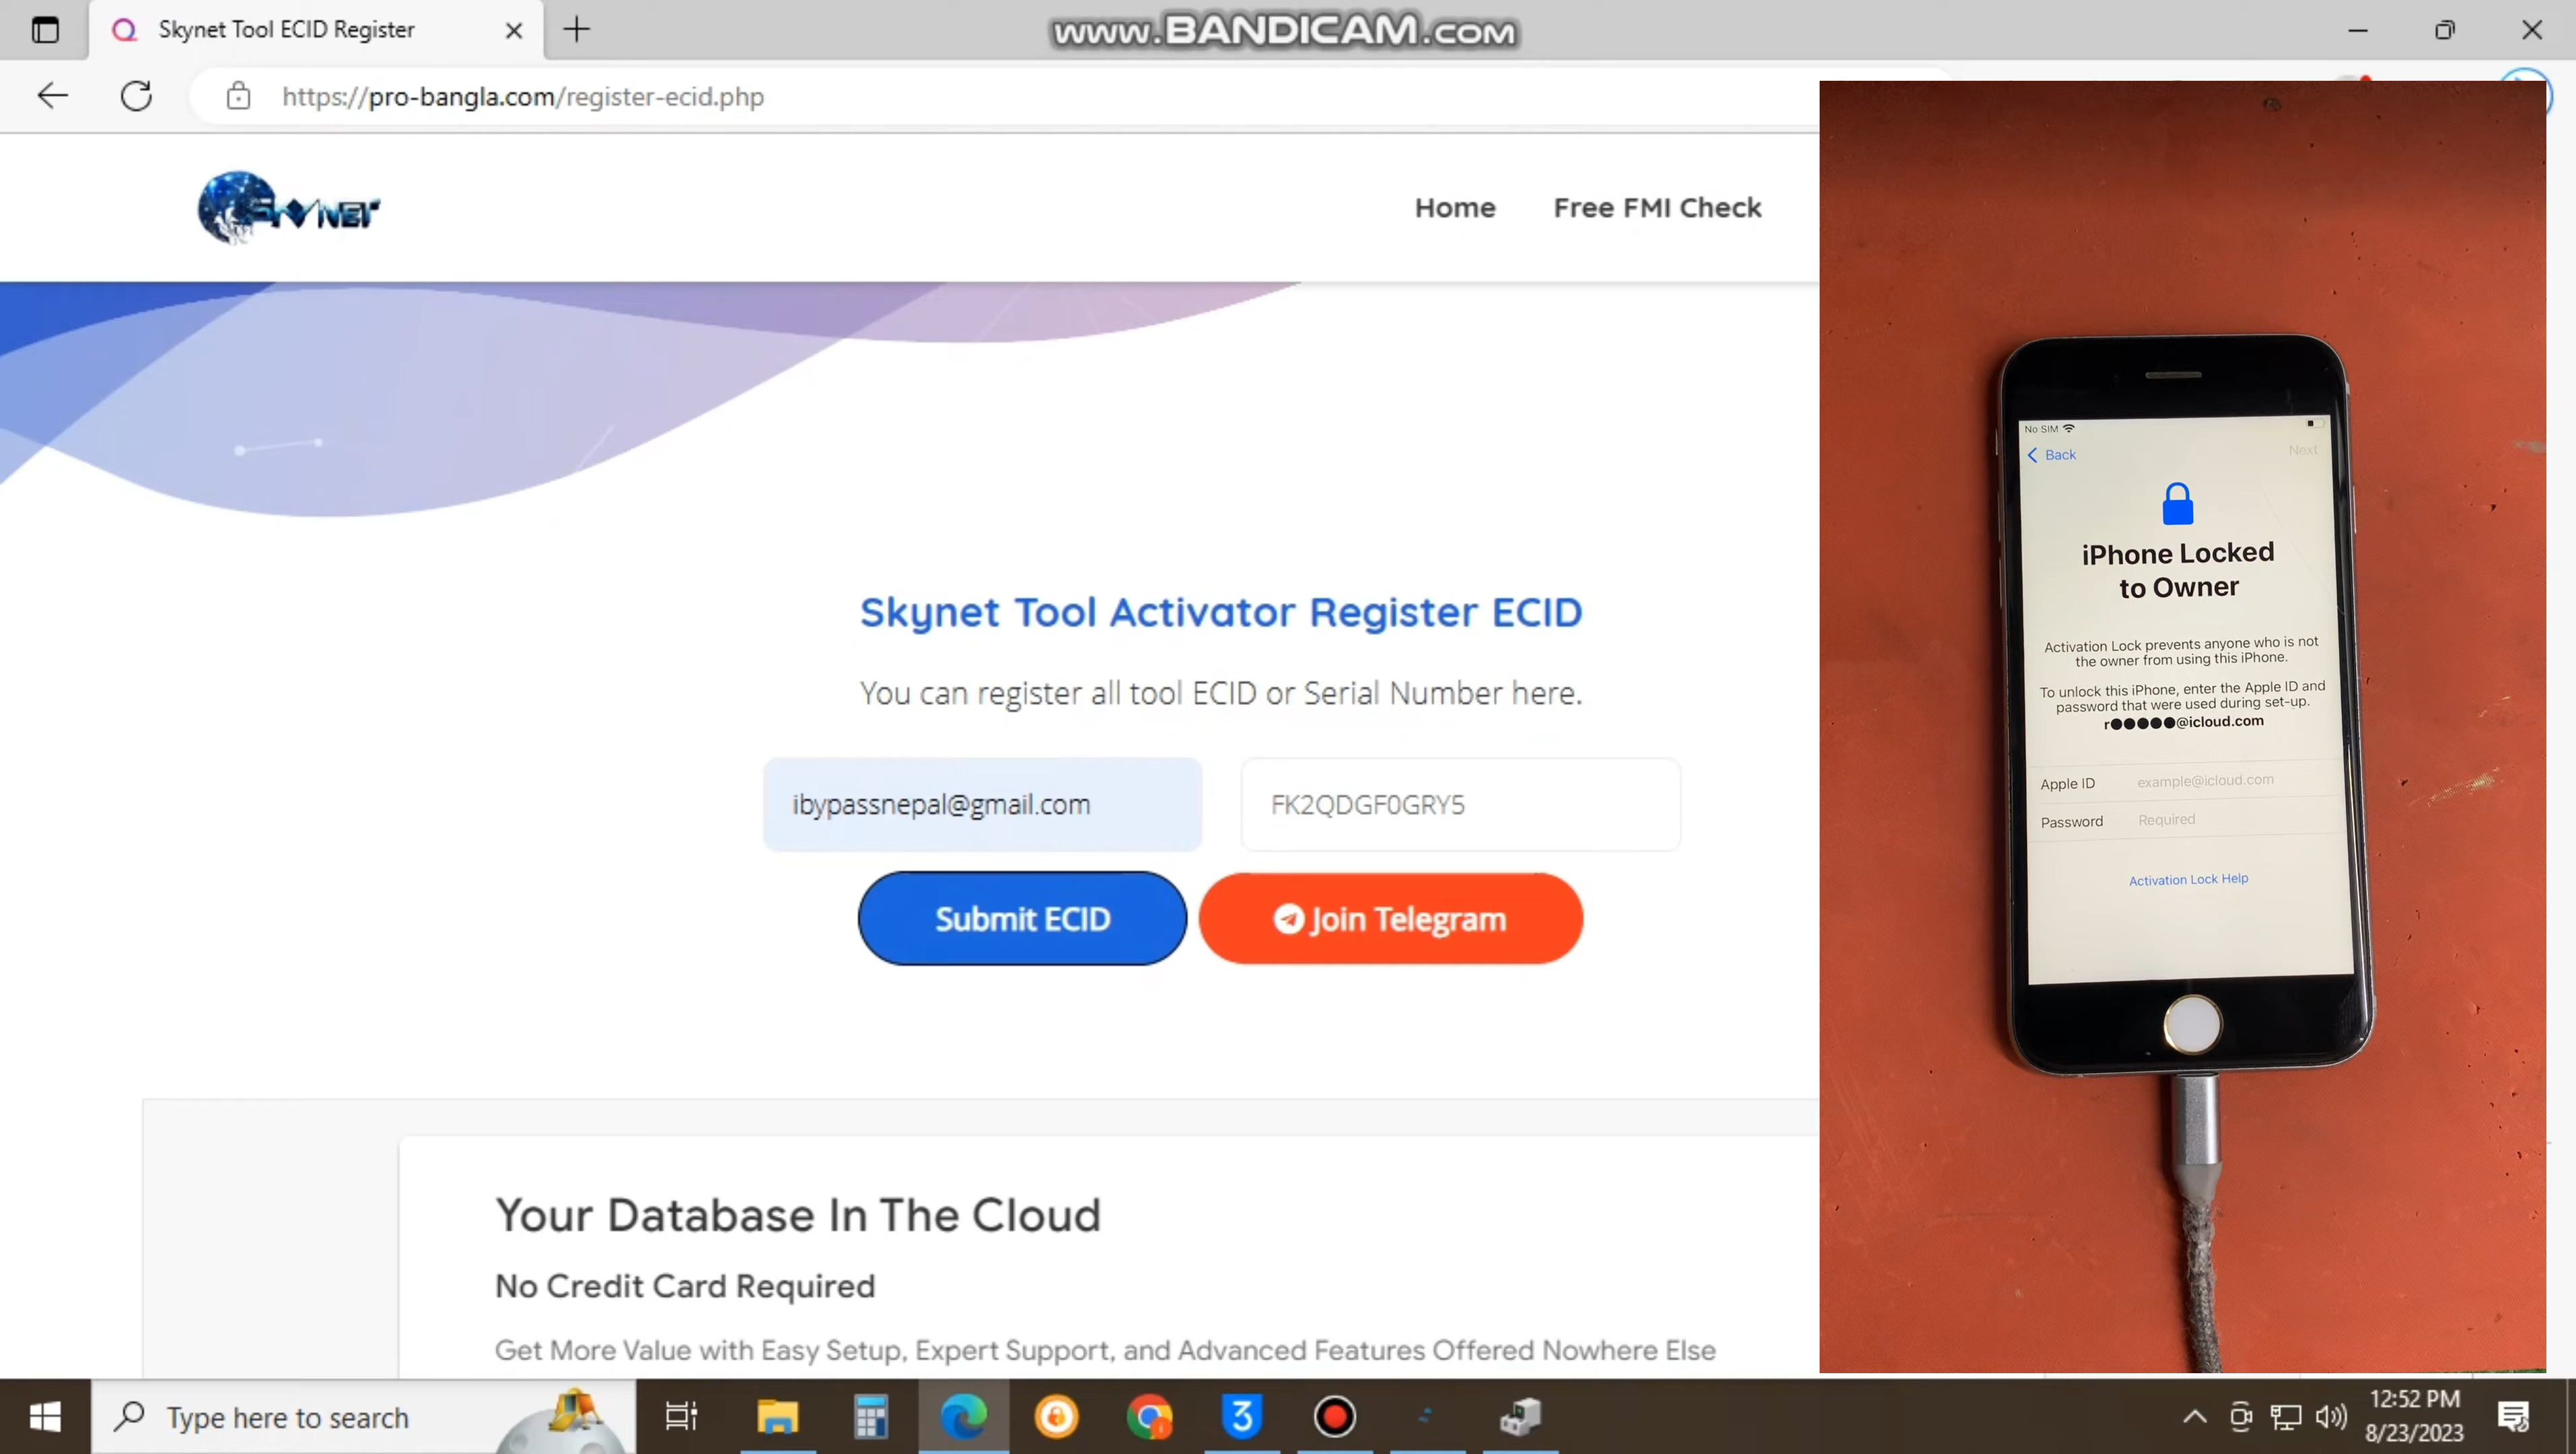 Skynet Tool ECID Register
www.BANDICAM.com
https://pro-bangla.com/register-ecid.php
SKYNET
Home
Free FMI Check
Skynet Tool Activator Register ECID
You can register all tool ECID or Serial Number here.
ibypassnepal@gmail.com
FK2QDGF0GRY5
Submit ECID
Join Telegram
Your Database In The Cloud
No Credit Card Required
Get More Value with Easy Setup, Expert Support, and Advanced Features Offered Nowhere Else
No SIM
Back
Next
iPhone Locked
to Owner
Activation Lock prevents anyone who is not
the owner from using this iPhone.
To unlock this iPhone, enter the Apple ID and
password that were used during set-up.
r●●●●●@icloud.com
Apple ID example@icloud.com
Password Required
Activation Lock Help
Type here to search
3
12:52 PM
8/23/2023